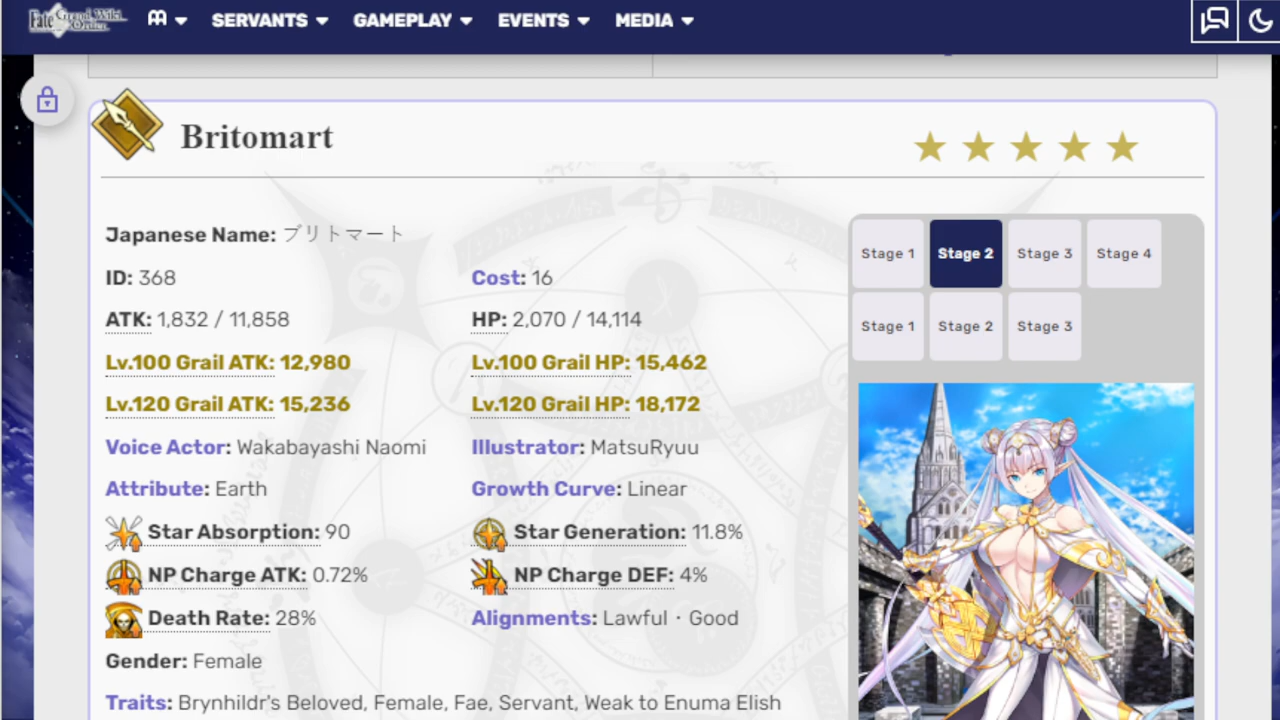 Fate Grand Order Wiki
SERVANTS GAMEPLAY EVENTS MEDIA
Britomart
Japanese Name: ブリトマート
ID: 368 Cost: 16
ATK: 1,832 / 11,858 HP: 2,070 / 14,114
Lv.100 Grail ATK: 12,980 Lv.100 Grail HP: 15,462
Lv.120 Grail ATK: 15,236 Lv.120 Grail HP: 18,172
Voice Actor: Wakabayashi Naomi Illustrator: MatsuRyuu
Attribute: Earth Growth Curve: Linear
Star Absorption: 90 Star Generation: 11.8%
NP Charge ATK: 0.72% NP Charge DEF: 4%
Death Rate: 28% Alignments: Lawful・Good
Gender: Female
Traits: Brynhildr's Beloved, Female, Fae, Servant, Weak to Enuma Elish
Stage 1 Stage 2 Stage 3 Stage 4
Stage 1 Stage 2 Stage 3